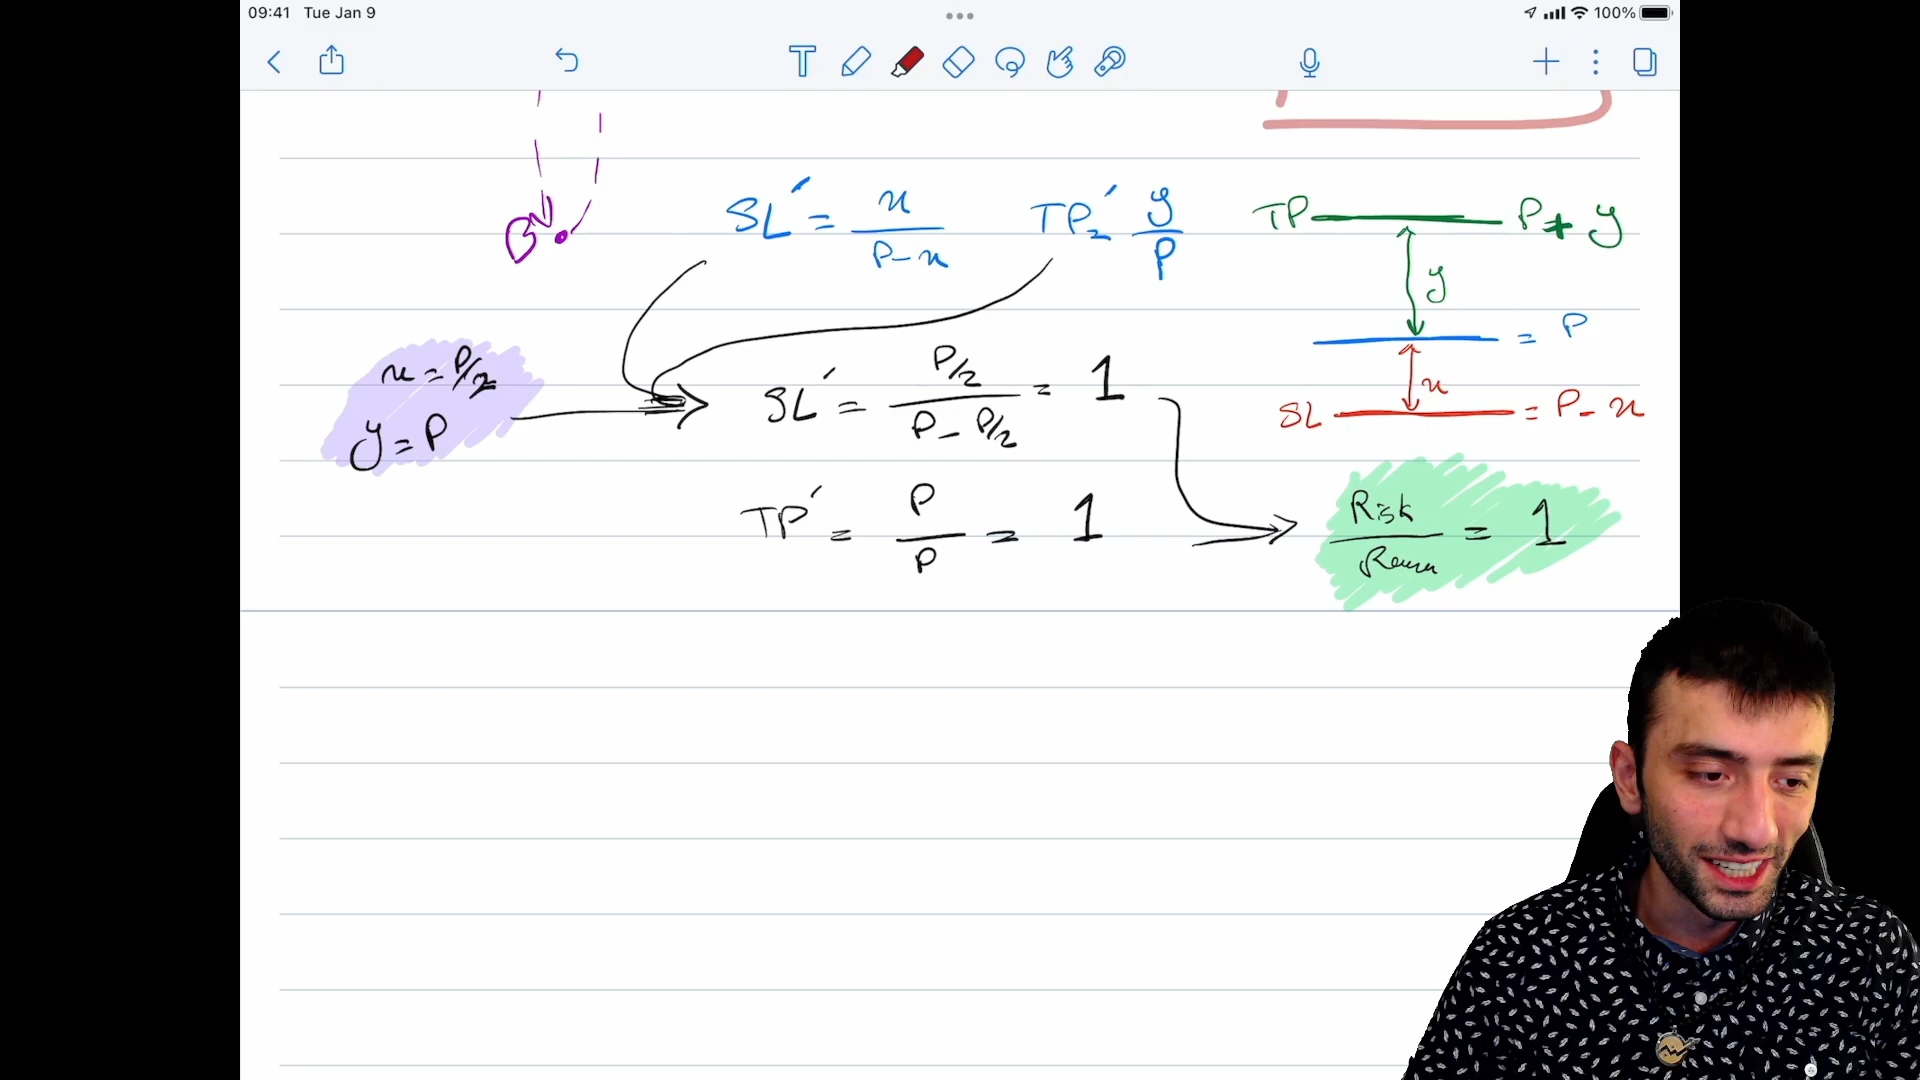 09:41 Tue Jan 9
100%
T
SL' = x / P - x
TP' = y / P
TP P + y
B
y
= P
x
SL = P - x
x = P/2
y = P
SL' = P/2 / P - P/2 = 1
TP' = P / P = 1
Risk / = 1